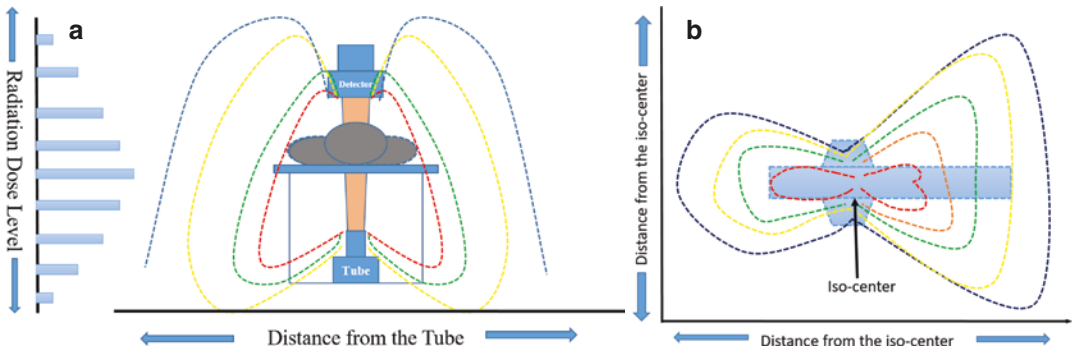 a
Radiation Dose Level
Detector
Tube
Distance from the Tube
b
Distance from the iso-center
Iso-center
Distance from the iso-center